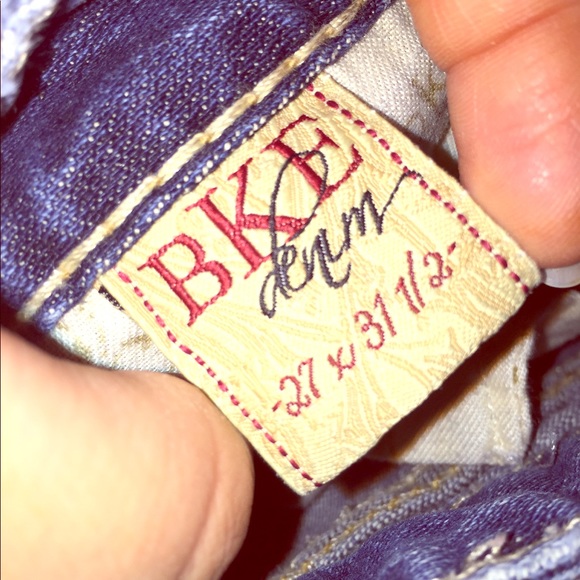 BKE
denim
-27 x 31 1/2-